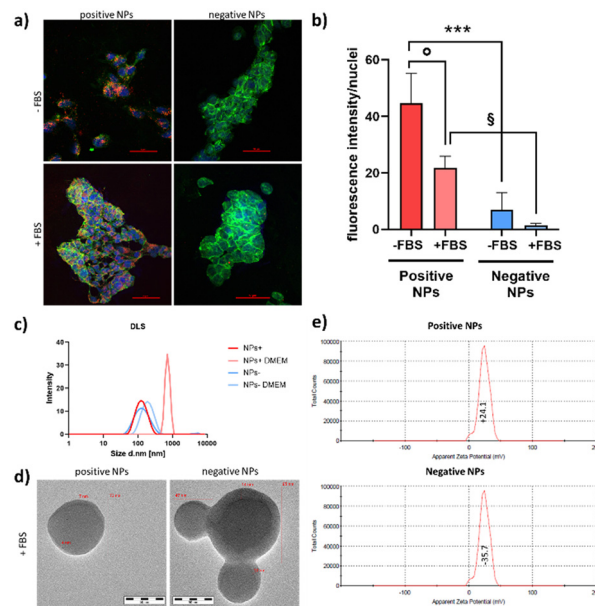 a)
positive NPs
negative NPs
- FBS
+ FBS
b)
fluorescence intensity/nuclei
60
40
20
0
***
°
§
-FBS
+FBS
-FBS
+FBS
Positive
NPs
Negative
NPs
c)
DLS
Intensity
40
30
20
10
0
1
10
100
1000
10000
Size d.nm [nm]
NPs+
NPs+ DMEM
NPs-
NPs- DMEM
d)
positive NPs
negative NPs
+ FBS
e)
Positive NPs
Total Counts
100000
80000
60000
40000
20000
0
-100
0
100
Apparent Zeta Potential (mV)
+24.1
Negative NPs
Total Counts
100000
80000
60000
40000
20000
0
-100
0
100
Apparent Zeta Potential (mV)
-35.7